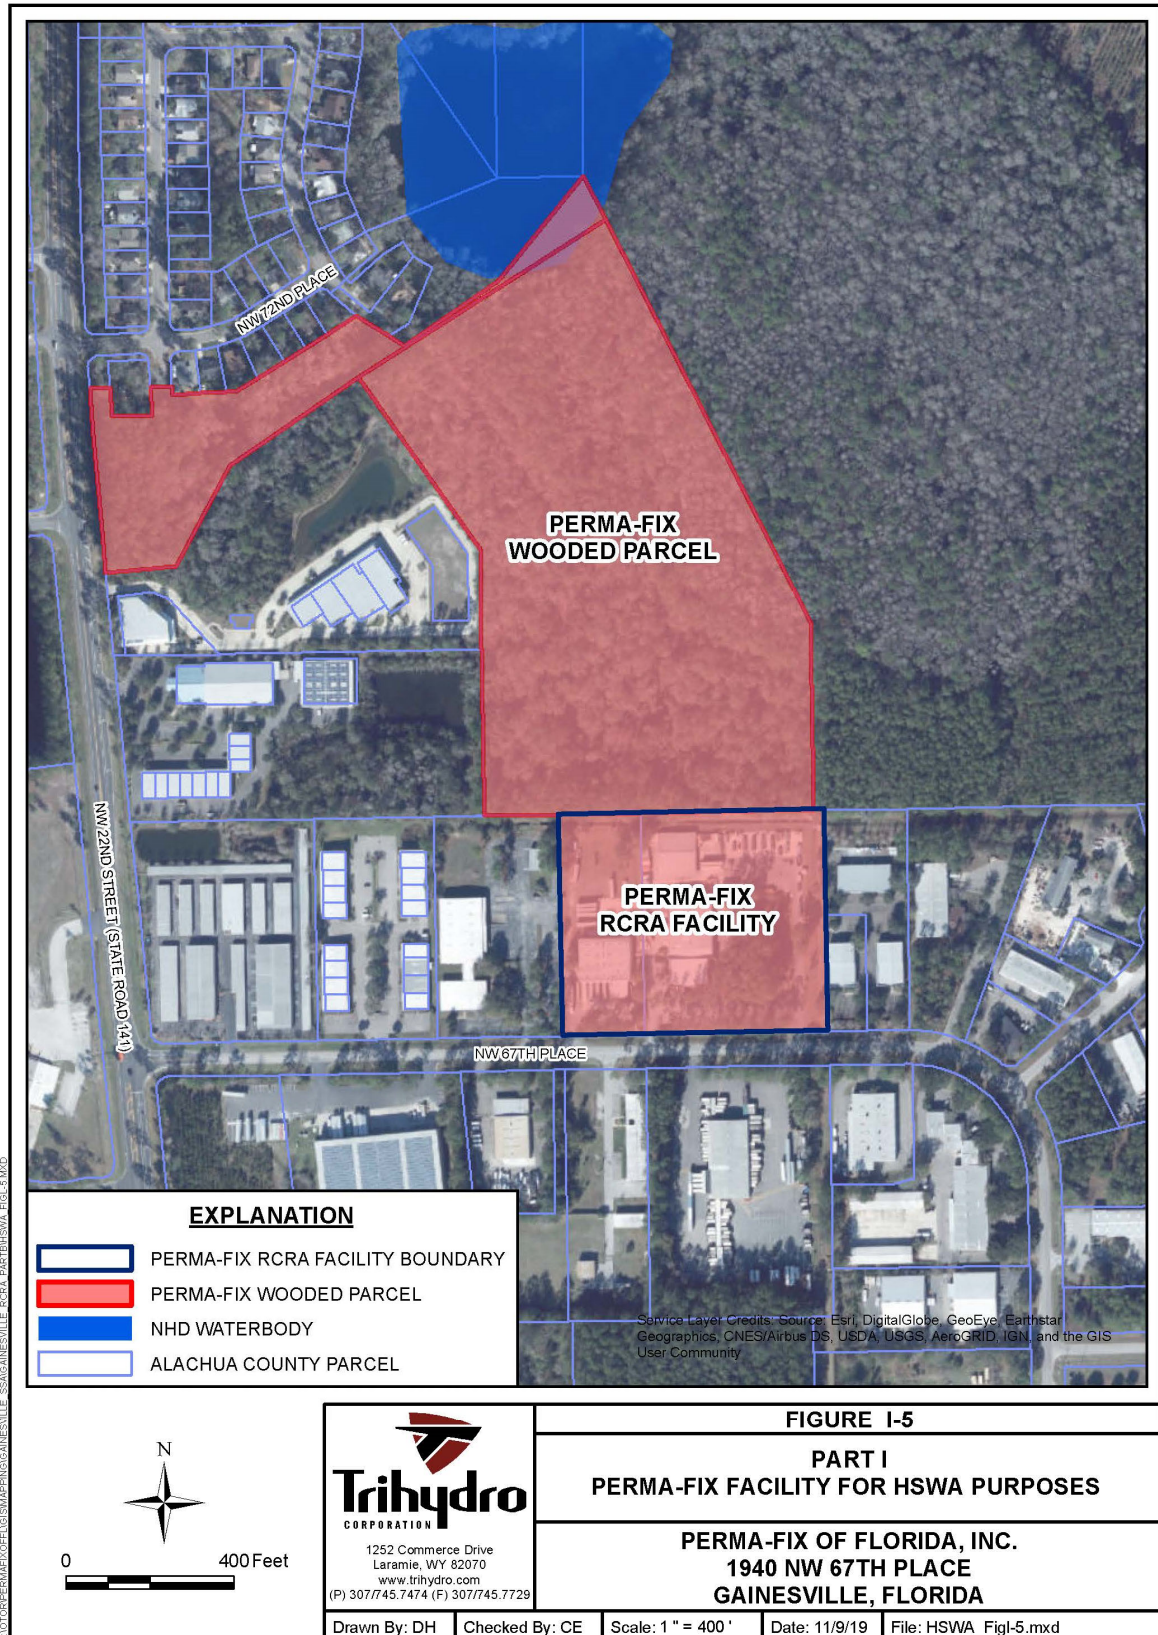 NW 72ND PLACE
PERMA-FIX
WOODED PARCEL
NW 22ND STREET (STATE ROAD 141)
PERMA-FIX
RCRA FACILITY
NW 67TH PLACE
EXPLANATION
PERMA-FIX RCRA FACILITY BOUNDARY
PERMA-FIX WOODED PARCEL
NHD WATERBODY
ALACHUA COUNTY PARCEL
Service Layer Credits: Source: Esri, DigitalGlobe, GeoEye, Earthstar
Geographics, CNES/Airbus DS, USDA, USGS, AeroGRID, IGN, and the GIS
User Community
N
0 400 Feet
Trihydro
CORPORATION
1252 Commerce Drive
Laramie, WY 82070
www.trihydro.com
(P) 307/745.7474 (F) 307/745.7729
FIGURE I-5
PART I
PERMA-FIX FACILITY FOR HSWA PURPOSES
PERMA-FIX OF FLORIDA, INC.
1940 NW 67TH PLACE
GAINESVILLE, FLORIDA
Drawn By: DH Checked By: CE Scale: 1 " = 400 ' Date: 11/9/19 File: HSWA_FigI-5.mxd